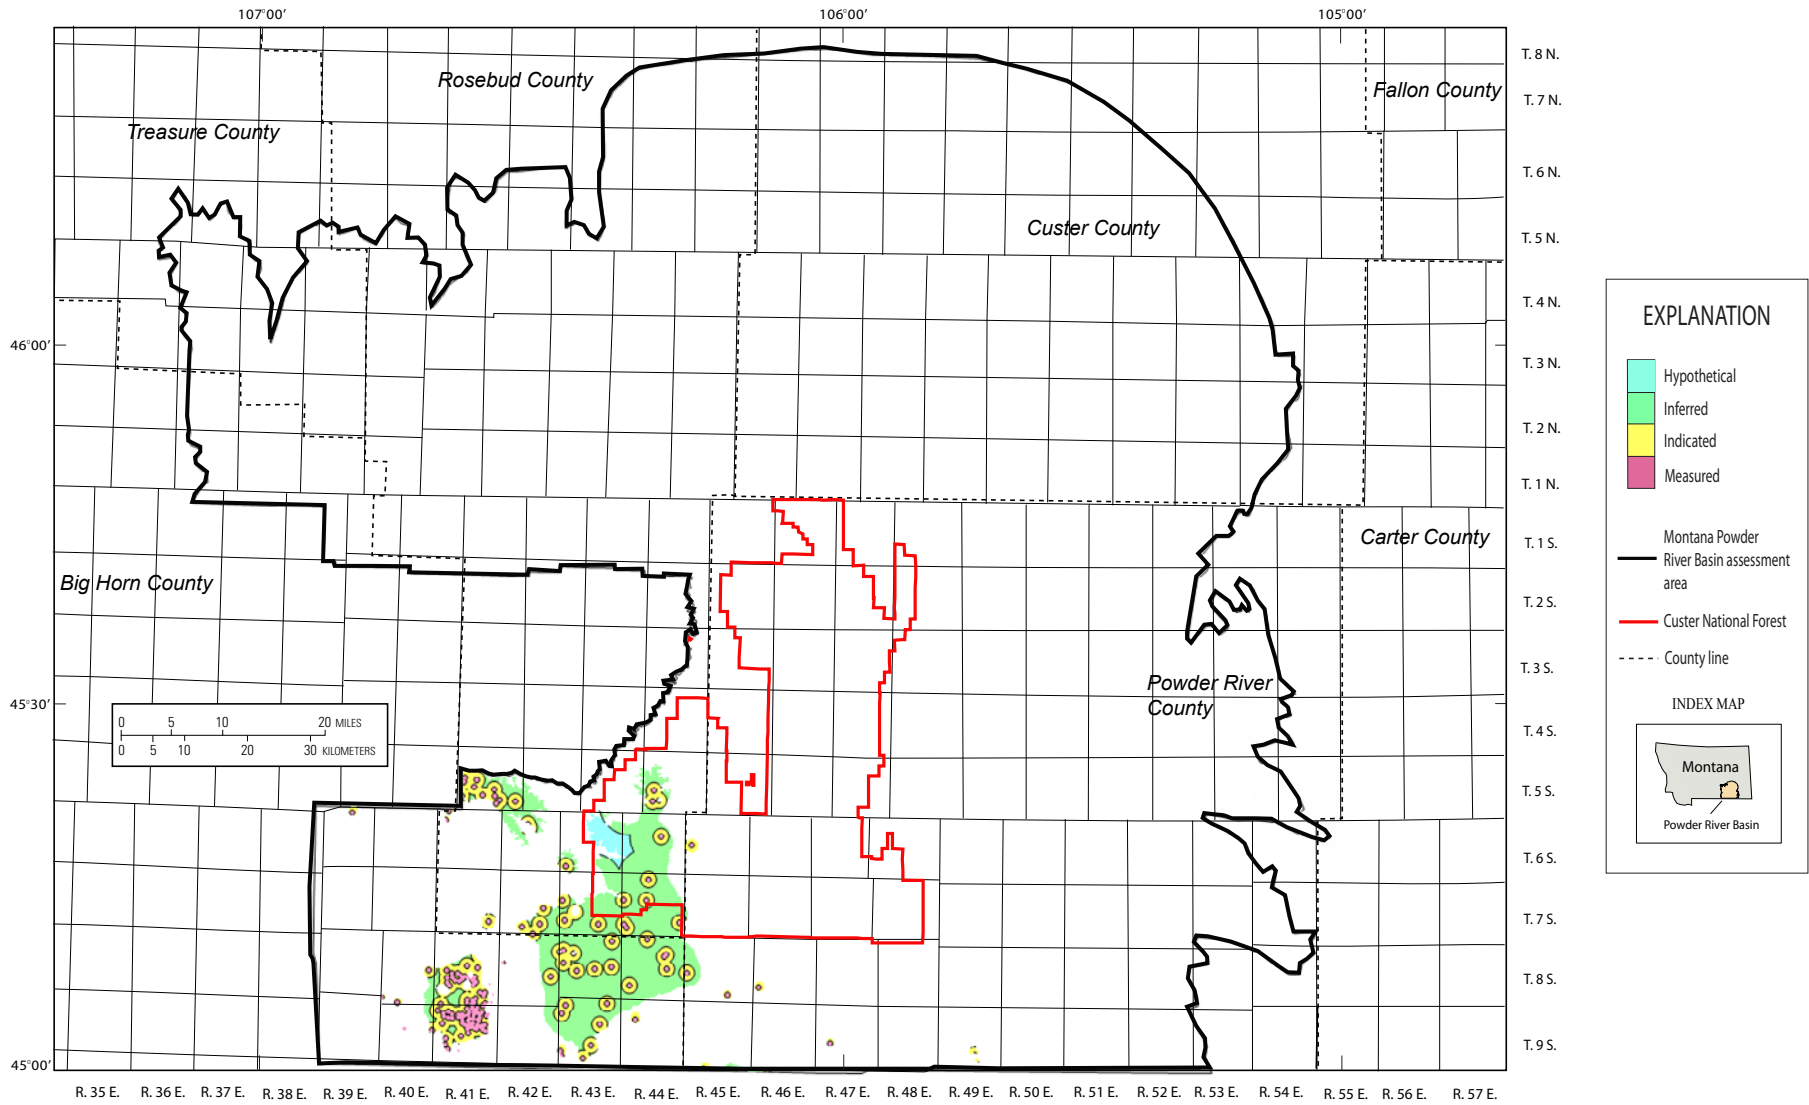 107°00'
106°00'
105°00'
Rosebud County
Fallon County
Treasure County
Custer County
Big Horn County
Carter County
Powder River
County
T. 8 N.
T. 7 N.
T. 6 N.
T. 5 N.
T. 4 N.
T. 3 N.
T. 2 N.
T. 1 N.
T. 1 S.
T. 2 S.
T. 3 S.
T. 4 S.
T. 5 S.
T. 6 S.
T. 7 S.
T. 8 S.
T. 9 S.
46°00'
45°30'
45°00'
0 5 10 20 MILES
0 5 10 20 30 KILOMETERS
R. 35 E. R. 36 E. R. 37 E. R. 38 E. R. 39 E. R. 40 E. R. 41 E. R. 42 E. R. 43 E. R. 44 E. R. 45 E. R. 46 E. R. 47 E. R. 48 E. R. 49 E. R. 50 E. R. 51 E. R. 52 E. R. 53 E. R. 54 E. R. 55 E. R. 56 E. R. 57 E.
EXPLANATION
Hypothetical
Inferred
Indicated
Measured
Montana Powder
River Basin assessment
area
Custer National Forest
County line
INDEX MAP
Montana
Powder River Basin